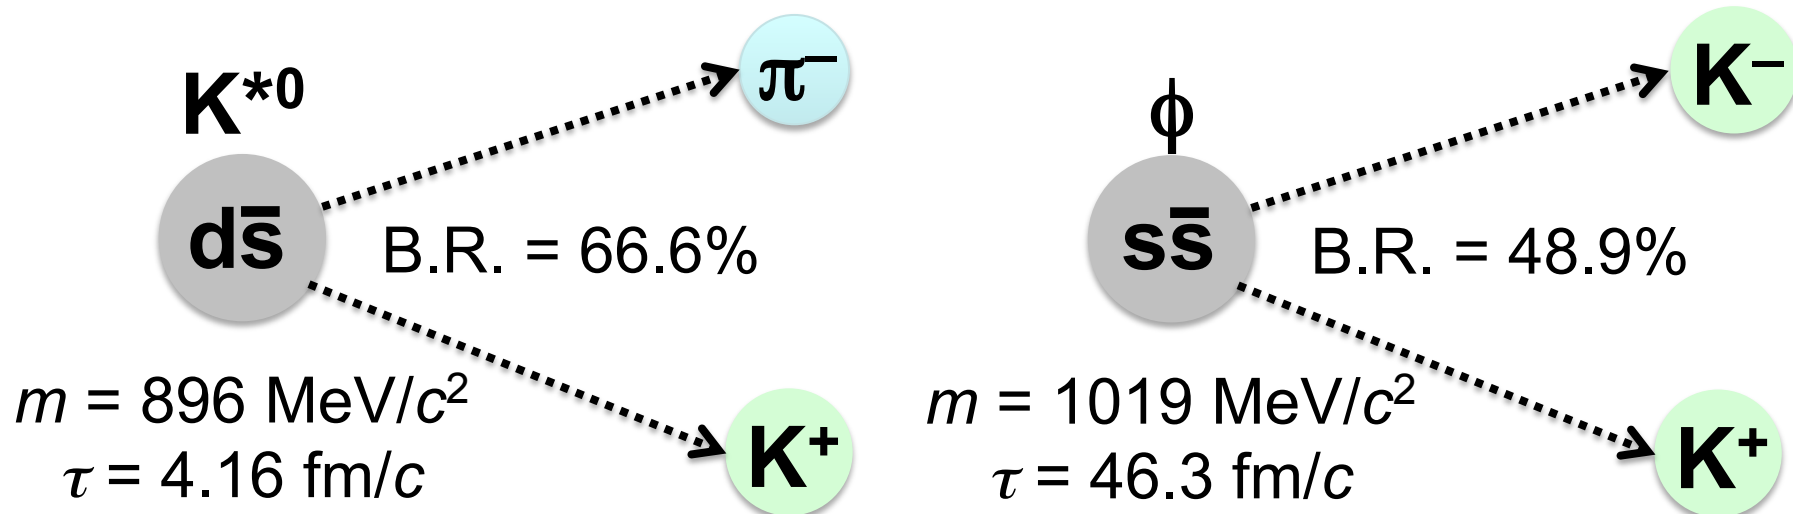 K*⁰
π⁻
ds̅
B.R. = 66.6%
m = 896 MeV/c²
τ = 4.16 fm/c
K⁺
ϕ
K⁻
ss̅
B.R. = 48.9%
m = 1019 MeV/c²
τ = 46.3 fm/c
K⁺